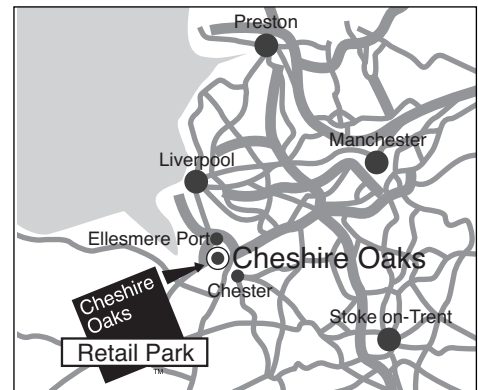 Preston
Manchester
Liverpool
Ellesmere Port
Cheshire Oaks
Chester
Cheshire
Oaks
Stoke on-Trent
Retail Park
TM